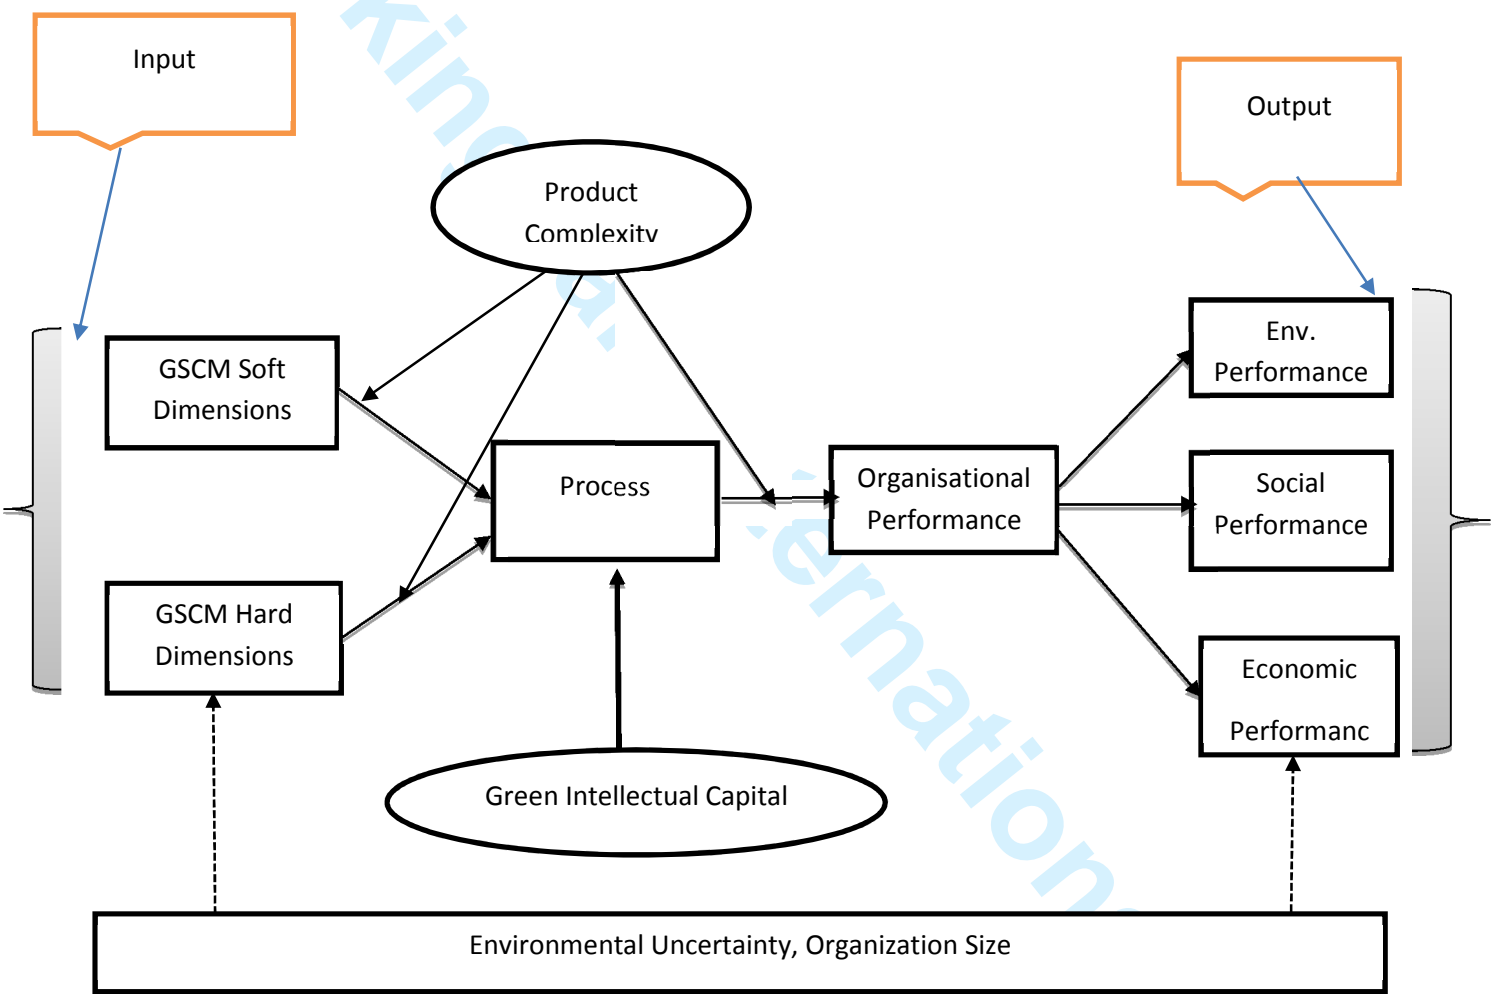 Input
Output
Product
Complexity
Env.
Performance
GSCM Soft
Dimensions
Process
Organisational
Performance
Social
Performance
GSCM Hard
Dimensions
Economic
Performanc
Green Intellectual Capital
Environmental Uncertainty, Organization Size